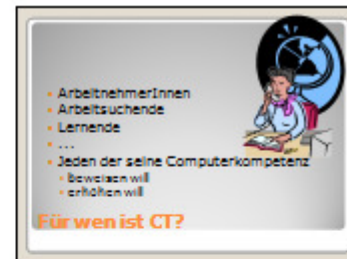 ArbeitnehmerInnen
Arbeitsuchende
Lernende
...
Jeden der seine Computerkompetenz
beweisen will
erhöhen will
Für wen ist CT?